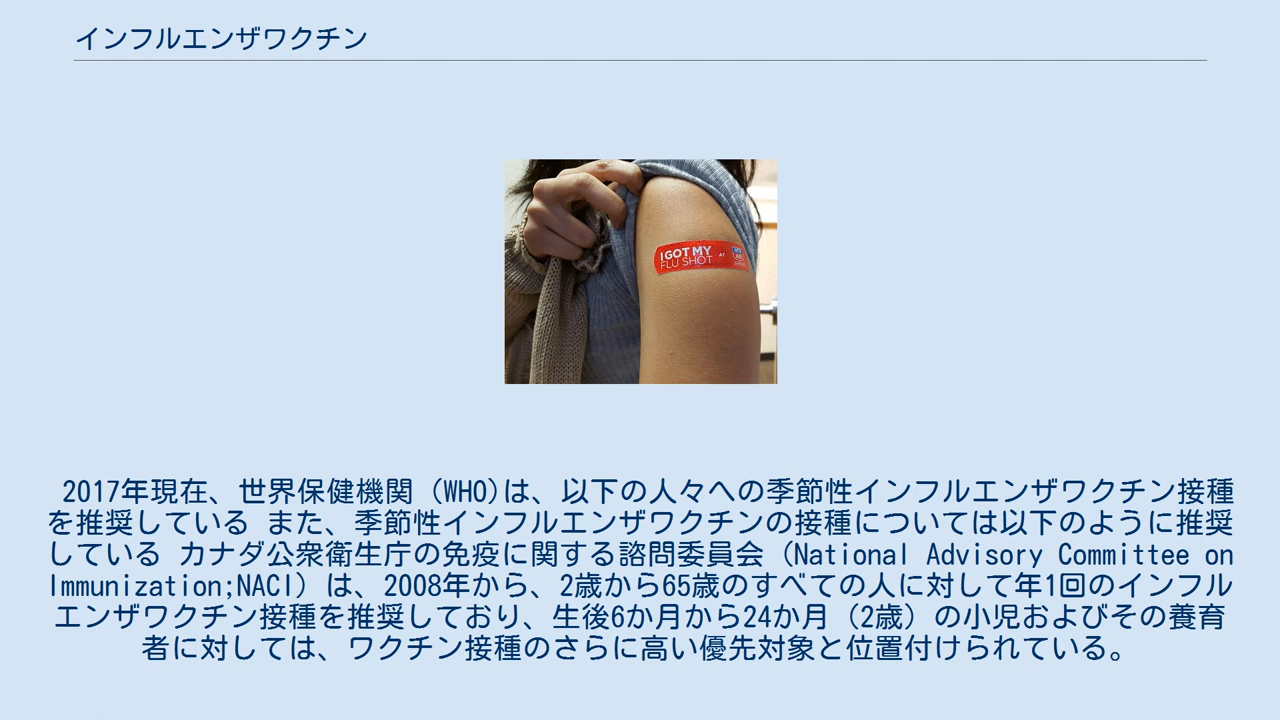 インフルエンザワクチン
I GOT MY
FLU SHOT AT
2017年現在、世界保健機関 (WHO)は、以下の人々への季節性インフルエンザワクチン接種
を推奨している また、季節性インフルエンザワクチンの接種については以下のように推奨
している カナダ公衆衛生庁の免疫に関する諮問委員会（National Advisory Committee on
Immunization;NACI）は、2008年から、2歳から65歳のすべての人に対して年1回のインフル
エンザワクチン接種を推奨しており、生後6か月から24か月（2歳）の小児およびその養育
者に対しては、ワクチン接種のさらに高い優先対象と位置付けられている。